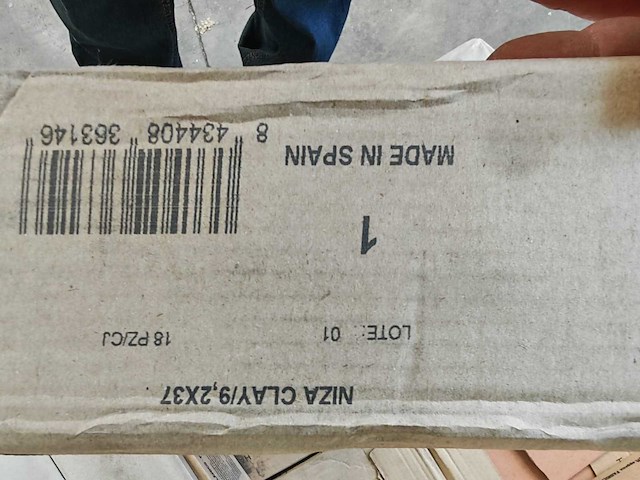 NIZA CLAY/9,2X37
LOTE: 01
18 PZ/CJ
1
MADE IN SPAIN
8 434408 363146